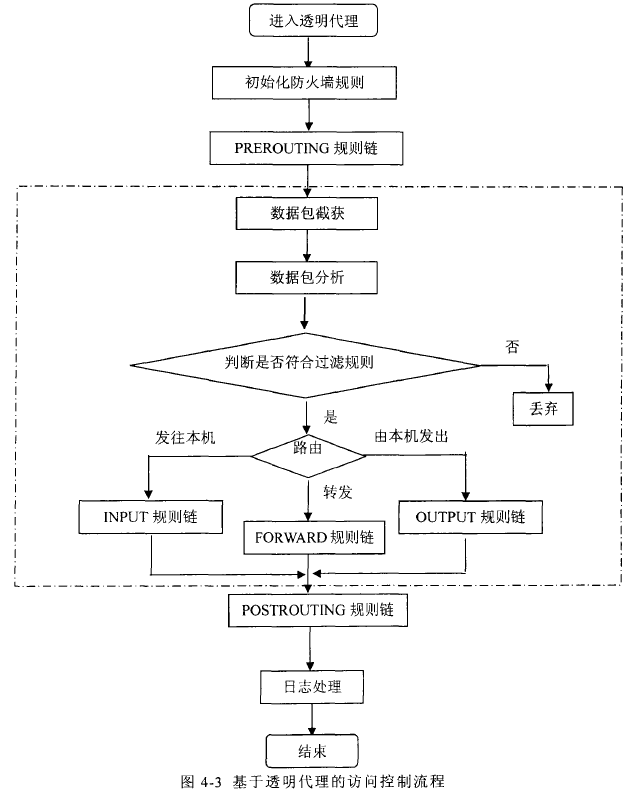 进入透明代理
初始化防火墙规则
PREROUTING 规则链
数据包截获
数据包分析
判断是否符合过滤规则
否
丢弃
是
发往本机
路由
由本机发出
转发
INPUT 规则链
FORWARD 规则链
OUTPUT 规则链
POSTROUTING 规则链
日志处理
结束
图 4-3 基于透明代理的访问控制流程